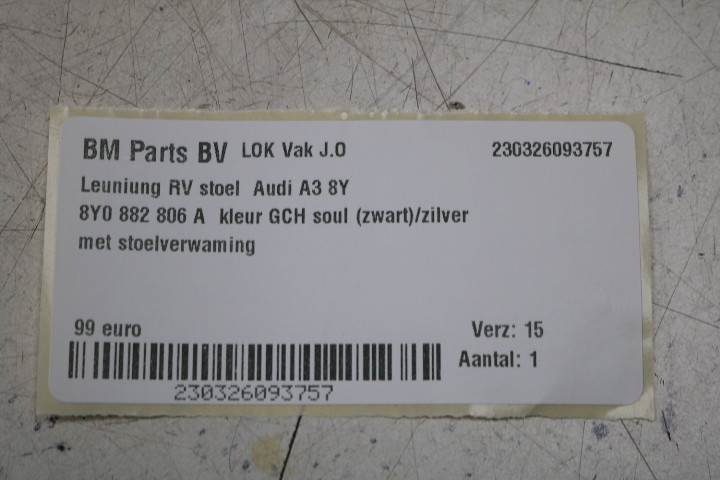 BM Parts BV LOK Vak J.O 230326093757
Leuniung RV stoel Audi A3 8Y
8Y0 882 806 A kleur GCH soul (zwart)/zilver
met stoelverwaming
99 euro Verz: 15
Aantal: 1
230326093757